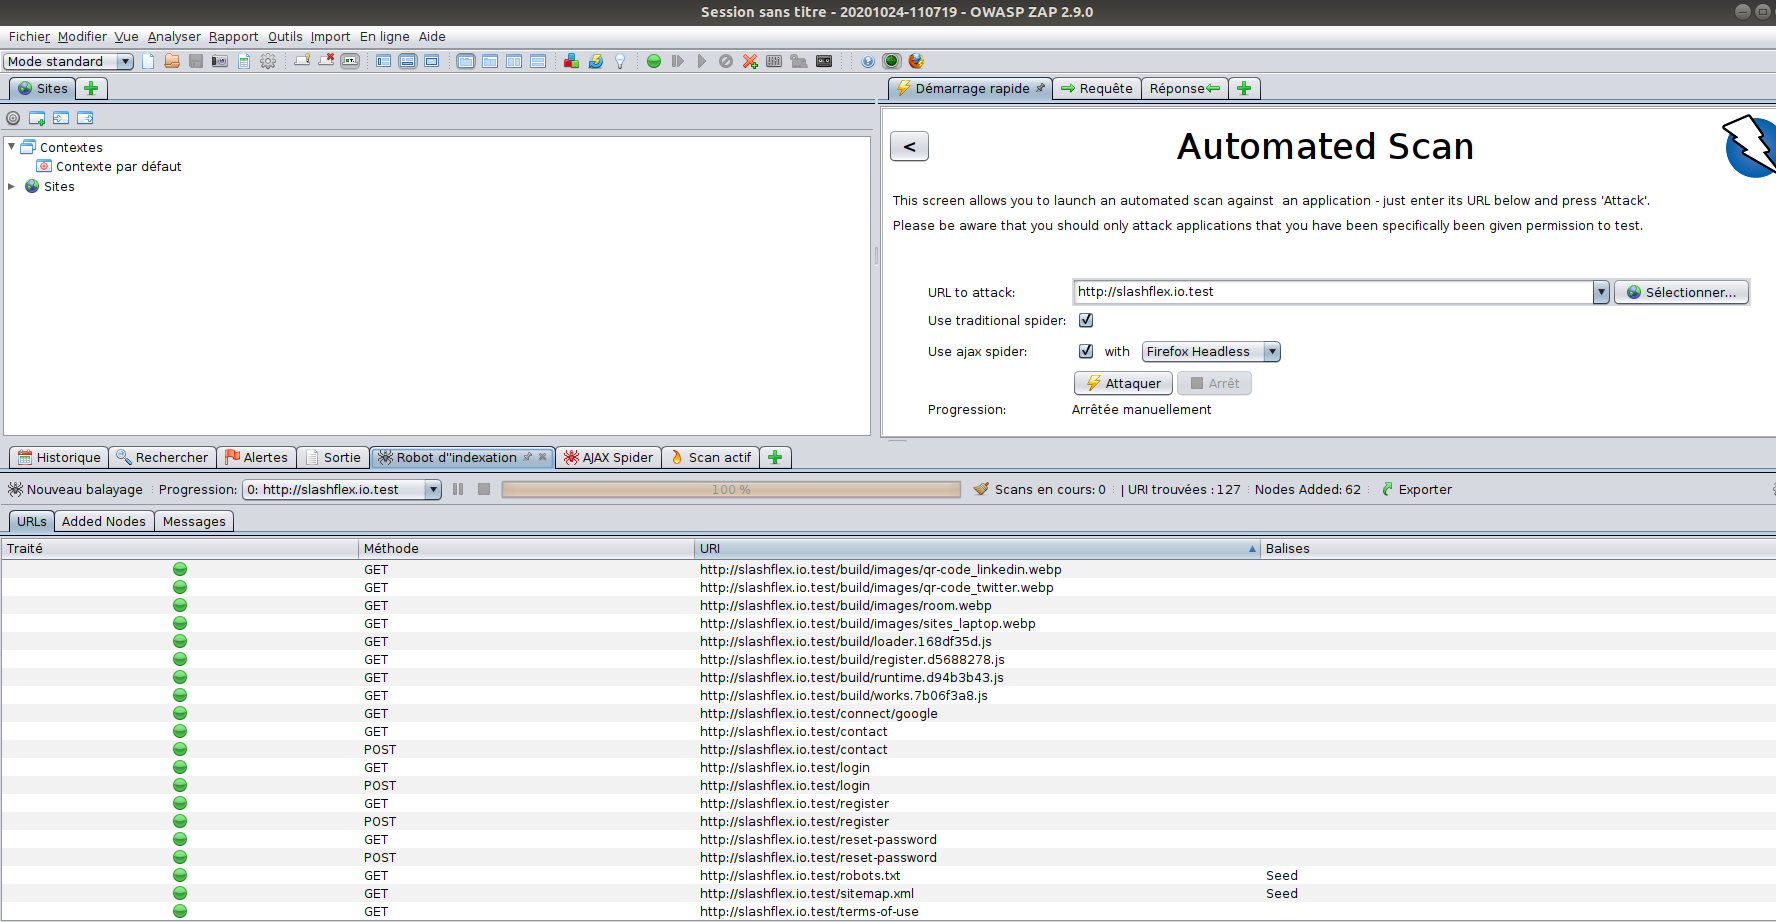 Session sans titre - 20201024-110719 - OWASP ZAP 2.9.0
Fichier Modifier Vue Analyser Rapport Outils Import En ligne Aide
Mode standard
Sites
Démarrage rapide Requête Réponse
Contextes
Contexte par défaut
Sites
<
Automated Scan
This screen allows you to launch an automated scan against  an application - just enter its URL below and press 'Attack'.
Please be aware that you should only attack applications that you have been specifically been given permission to test.
URL to attack: http://slashflex.io.test Sélectionner...
Use traditional spider:
Use ajax spider: with Firefox Headless
Attaquer Arrêt
Progression: Arrêtée manuellement
Historique Rechercher Alertes Sortie Robot d''indexation AJAX Spider Scan actif
Nouveau balayage Progression: 0: http://slashflex.io.test 100 % Scans en cours: 0 | URI trouvées : 127 Nodes Added: 62 Exporter
URLs Added Nodes Messages
Traité Méthode URI Balises
GET http://slashflex.io.test/build/images/qr-code_linkedin.webp
GET http://slashflex.io.test/build/images/qr-code_twitter.webp
GET http://slashflex.io.test/build/images/room.webp
GET http://slashflex.io.test/build/images/sites_laptop.webp
GET http://slashflex.io.test/build/loader.168df35d.js
GET http://slashflex.io.test/build/register.d5688278.js
GET http://slashflex.io.test/build/runtime.d94b3b43.js
GET http://slashflex.io.test/build/works.7b06f3a8.js
GET http://slashflex.io.test/connect/google
GET http://slashflex.io.test/contact
POST http://slashflex.io.test/contact
GET http://slashflex.io.test/login
POST http://slashflex.io.test/login
GET http://slashflex.io.test/register
POST http://slashflex.io.test/register
GET http://slashflex.io.test/reset-password
POST http://slashflex.io.test/reset-password
GET http://slashflex.io.test/robots.txt Seed
GET http://slashflex.io.test/sitemap.xml Seed
GET http://slashflex.io.test/terms-of-use